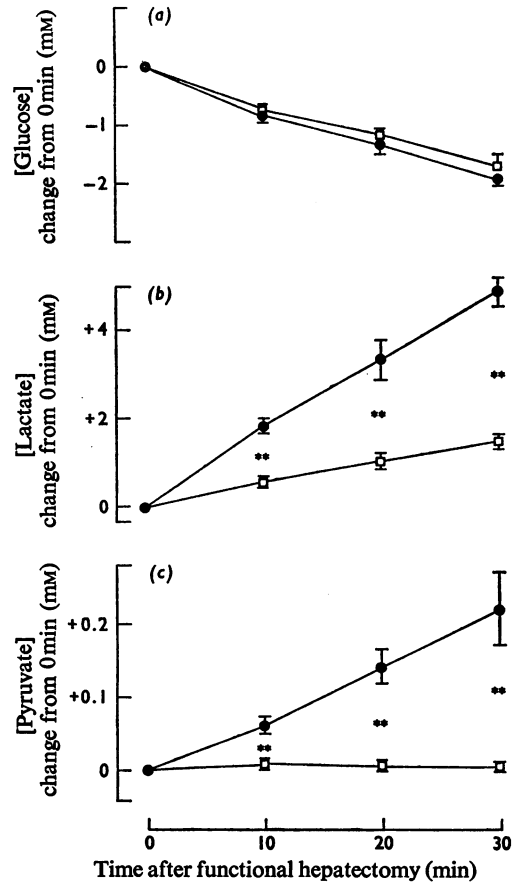 (a)
[Glucose]
change from 0 min (mM)
0
−1
−2
(b)
[Lactate]
change from 0 min (mM)
+4
+2
0
**
**
**
(c)
[Pyruvate]
change from 0 min (mM)
+0.2
+0.1
0
**
**
**
0 10 20 30
Time after functional hepatectomy (min)